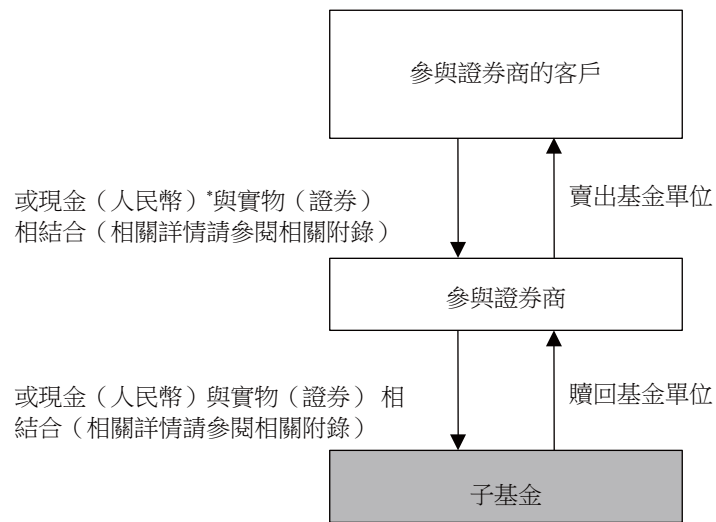 參與證券商的客戶
或現金（人民幣）*與實物（證券）
相結合（相關詳情請參閱相關附錄）
賣出基金單位
參與證券商
或現金（人民幣）與實物（證券） 相
結合（相關詳情請參閱相關附錄）
贖回基金單位
子基金